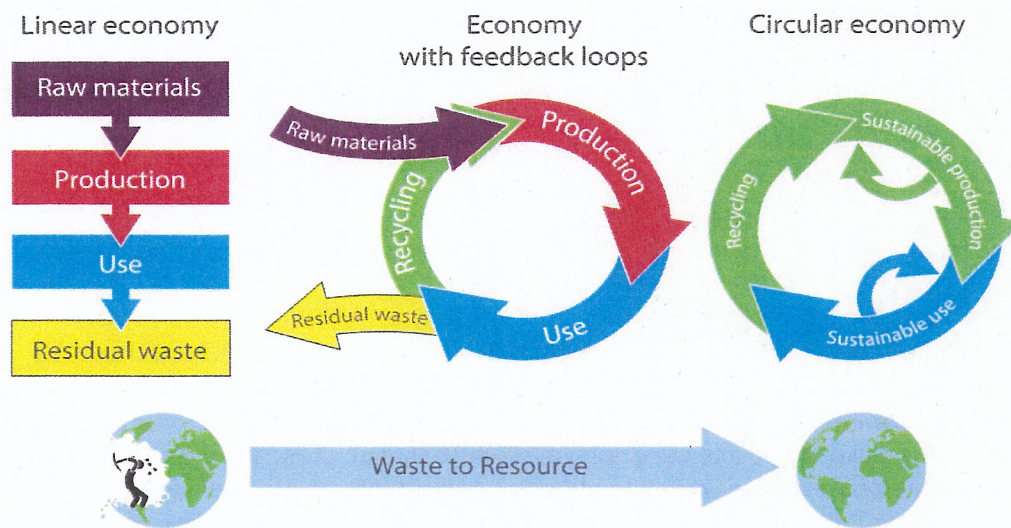 Linear economy
Raw materials
Production
Use
Residual waste
Economy
with feedback loops
Raw materials
Production
Use
Recycling
Residual waste
Circular economy
Sustainable production
Sustainable use
Recycling
Waste to Resource